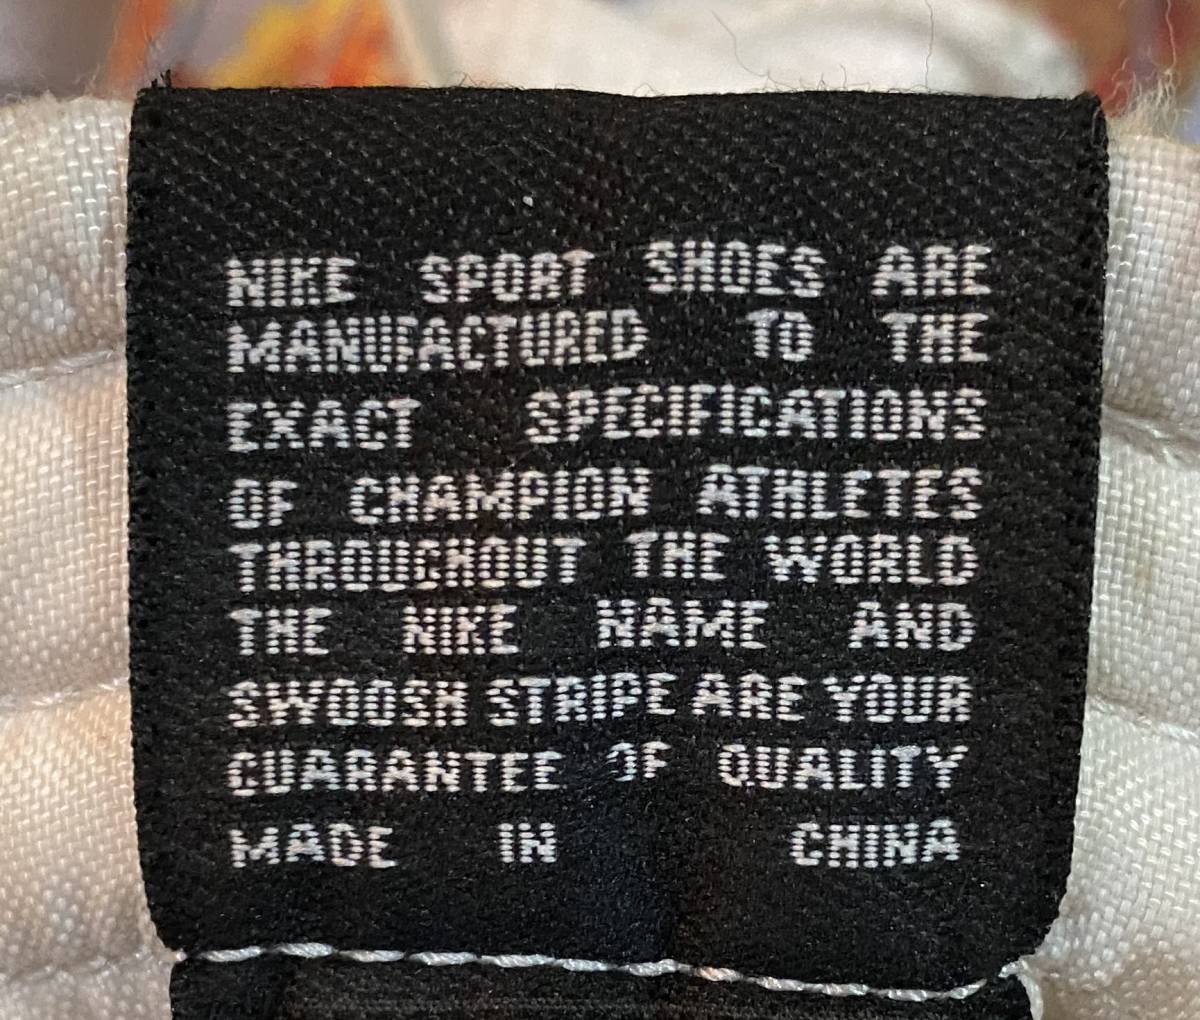 NIKE SPORT SHOES ARE
MANUFACTURED TO THE
EXACT SPECIFICATIONS
OF CHAMPION ATHLETES
THROUGHOUT THE WORLD
THE NIKE NAME AND
SWOOSH STRIPE ARE YOUR
GUARANTEE OF QUALITY
MADE IN CHINA